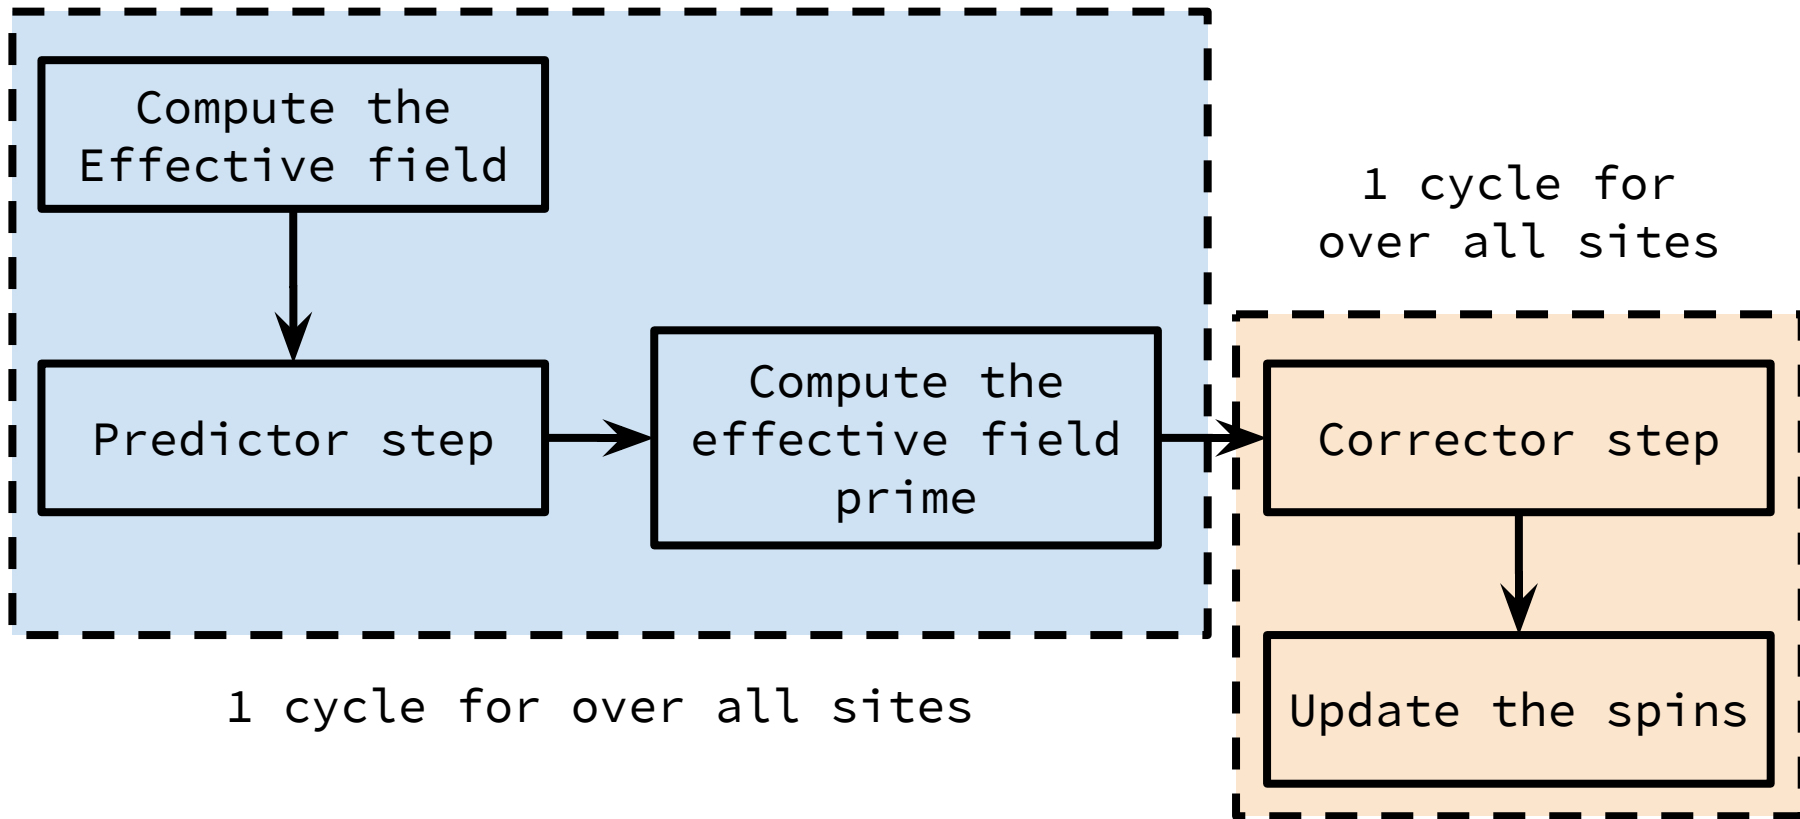 Compute the
Effective field
Predictor step
Compute the
effective field
prime
1 cycle for over all sites
1 cycle for
over all sites
Corrector step
Update the spins